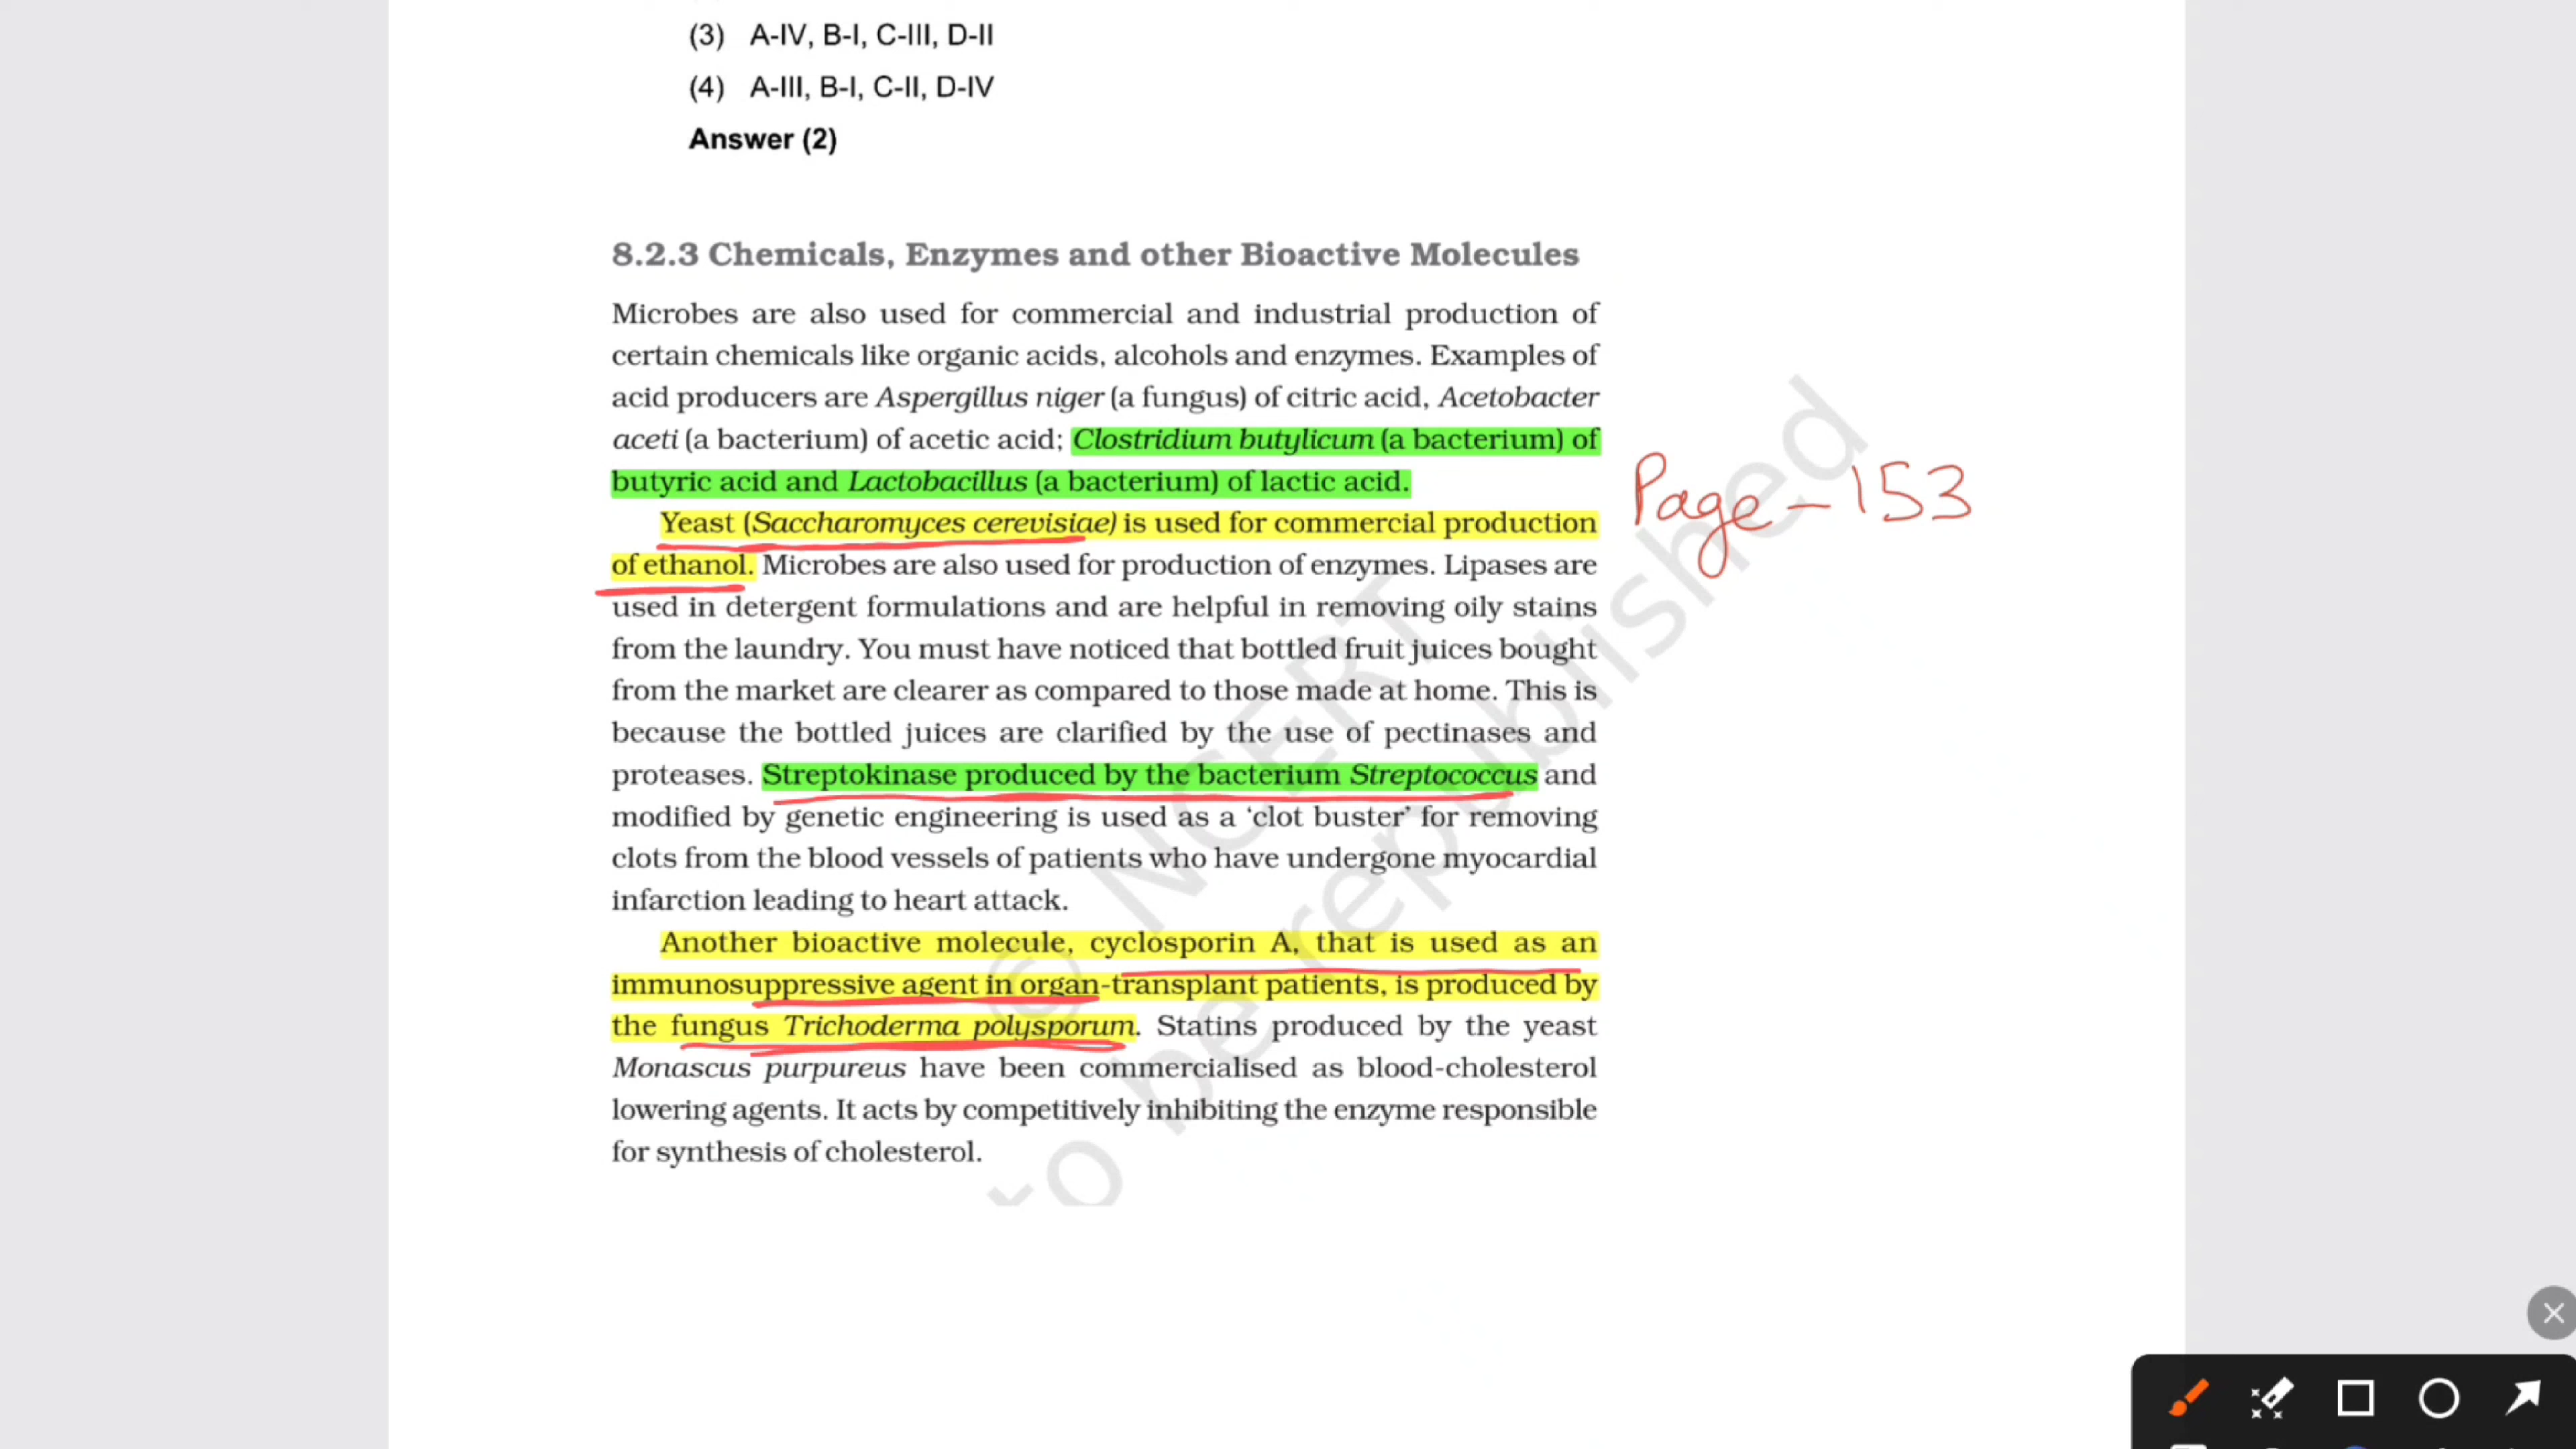 (3) A-IV, B-I, C-III, D-II
(4) A-III, B-I, C-II, D-IV
Answer (2)
8.2.3 Chemicals, Enzymes and other Bioactive Molecules
Microbes are also used for commercial and industrial production of
certain chemicals like organic acids, alcohols and enzymes. Examples of
acid producers are Aspergillus niger (a fungus) of citric acid, Acetobacter
aceti (a bacterium) of acetic acid; Clostridium butylicum (a bacterium) of
butyric acid and Lactobacillus (a bacterium) of lactic acid.
Page - 153
Yeast (Saccharomyces cerevisiae) is used for commercial production
of ethanol. Microbes are also used for production of enzymes. Lipases are
used in detergent formulations and are helpful in removing oily stains
from the laundry. You must have noticed that bottled fruit juices bought
from the market are clearer as compared to those made at home. This is
because the bottled juices are clarified by the use of pectinases and
proteases. Streptokinase produced by the bacterium Streptococcus and
modified by genetic engineering is used as a ‘clot buster’ for removing
clots from the blood vessels of patients who have undergone myocardial
infarction leading to heart attack.
Another bioactive molecule, cyclosporin A, that is used as an
immunosuppressive agent in organ-transplant patients, is produced by
the fungus Trichoderma polysporum. Statins produced by the yeast
Monascus purpureus have been commercialised as blood-cholesterol
lowering agents. It acts by competitively inhibiting the enzyme responsible
for synthesis of cholesterol.
© NCERT
to be republished